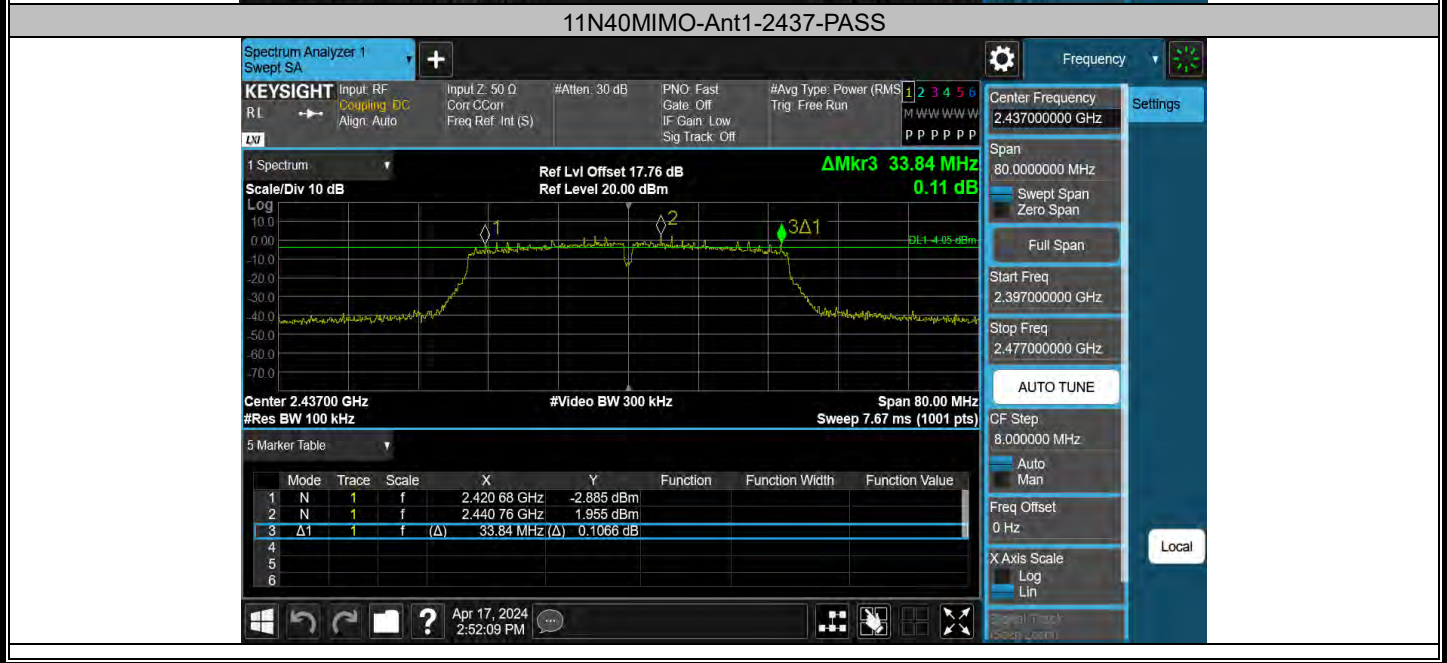 11N40MIMO-Ant1-2437-PASS
Spectrum Analyzer 1
Swept SA
+
Frequency
KEYSIGHT
RL
LXI
Input: RF
Coupling: DC
Align: Auto
Input Z: 50 Ω
Corr CCorr
Freq Ref: Int (S)
#Atten: 30 dB
PNO: Fast
Gate: Off
IF Gain: Low
Sig Track: Off
#Avg Type: Power (RMS
Trig: Free Run
1 2 3 4 5 6
M W W W W W
P P P P P P
1 Spectrum
Scale/Div 10 dB
Ref Lvl Offset 17.76 dB
Ref Level 20.00 dBm
ΔMkr3 33.84 MHz
0.11 dB
Log
10.0
0.00
-10.0
-20.0
-30.0
-40.0
-50.0
-60.0
-70.0
1
2
3Δ1
DL1 -4.05 dBm
Center 2.43700 GHz
#Res BW 100 kHz
#Video BW 300 kHz
Span 80.00 MHz
Sweep 7.67 ms (1001 pts)
5 Marker Table
Mode Trace Scale X Y Function Function Width Function Value
1 N 1 f 2.420 68 GHz -2.885 dBm
2 N 1 f 2.440 76 GHz 1.955 dBm
3 Δ1 1 f (Δ) 33.84 MHz (Δ) 0.1066 dB
4
5
6
Center Frequency
2.437000000 GHz
Settings
Span
80.0000000 MHz
Swept Span
Zero Span
Full Span
Start Freq
2.397000000 GHz
Stop Freq
2.477000000 GHz
AUTO TUNE
CF Step
8.000000 MHz
Auto
Man
Freq Offset
0 Hz
X Axis Scale
Log
Lin
Signal Track
(Span Zoom)
Local
?
Apr 17, 2024
2:52:09 PM